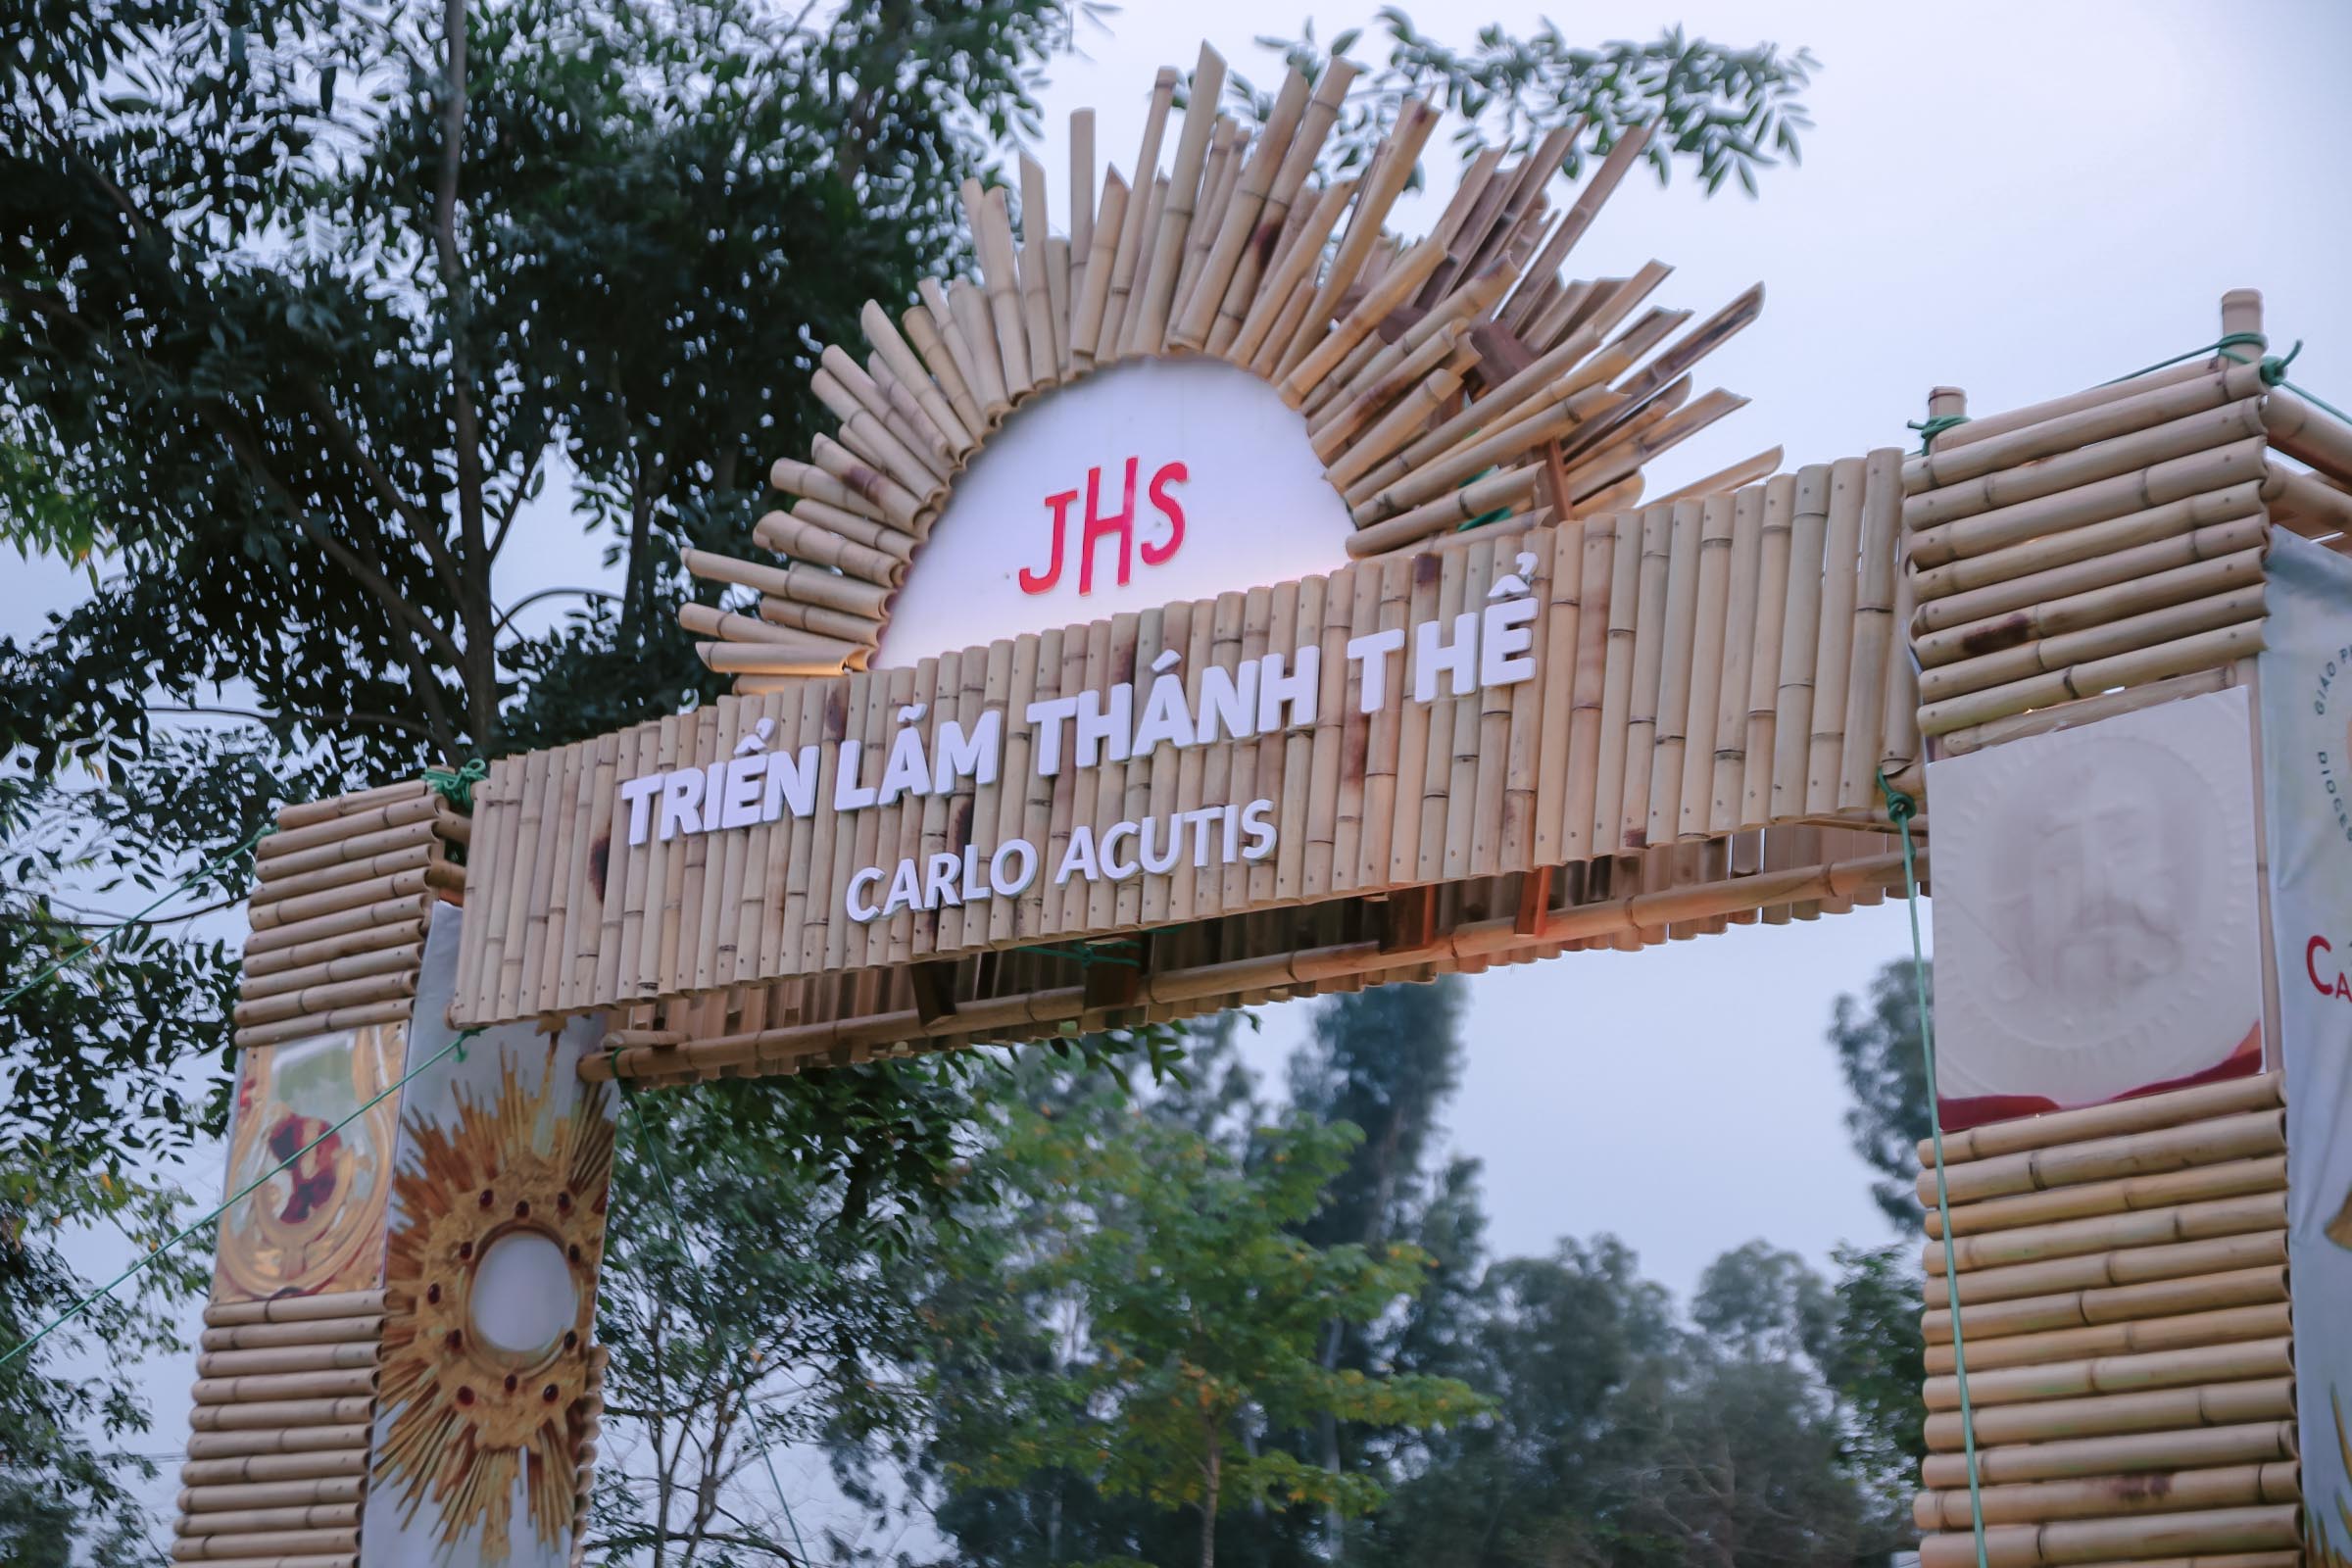 JHS
TRIỂN LÃM THÁNH THỂ
CARLO ACUTIS